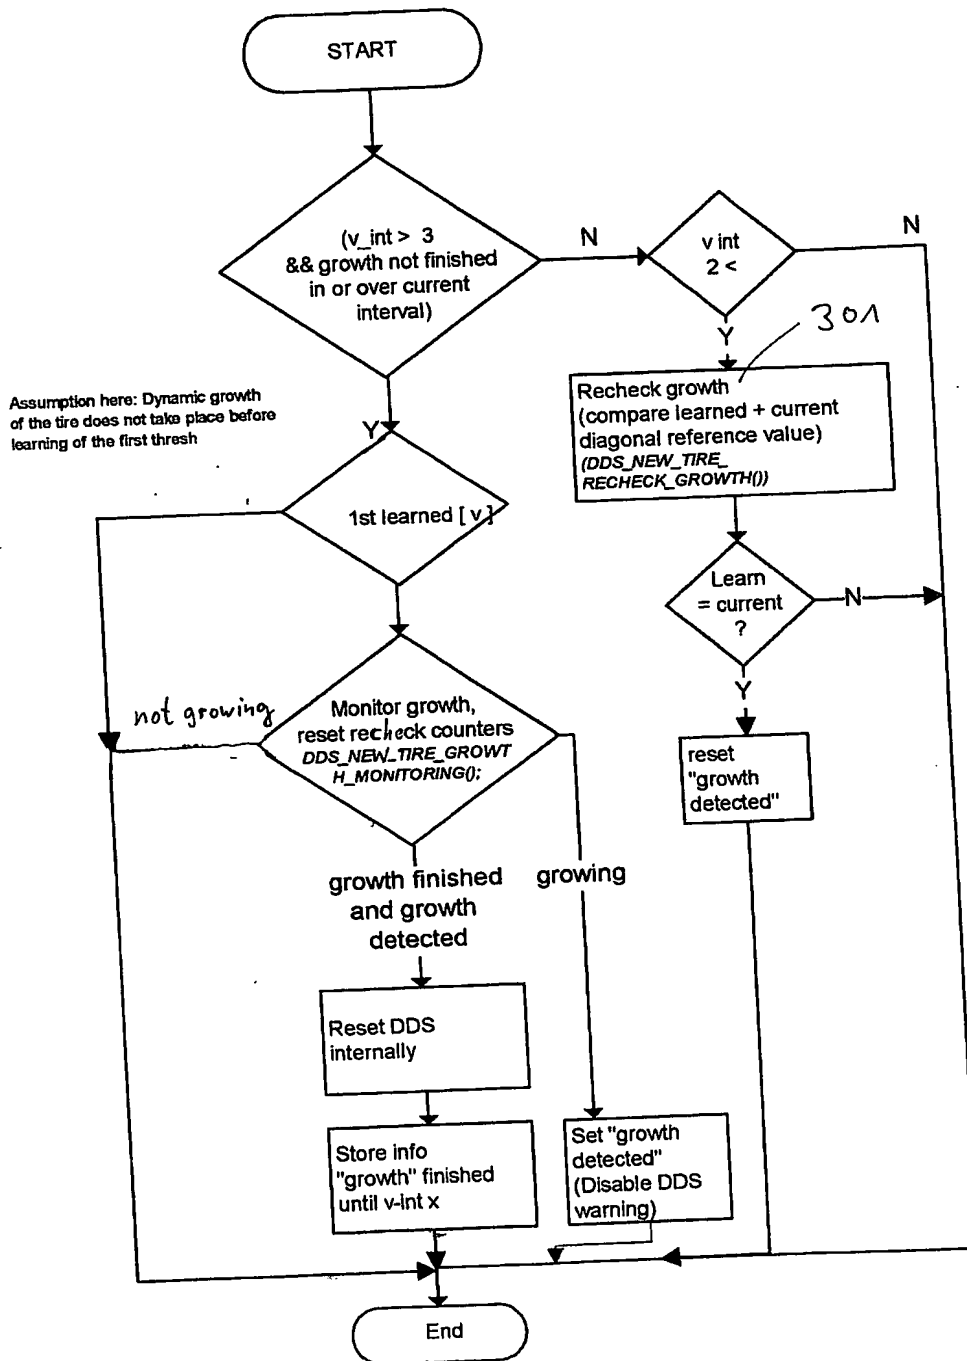 START
(v_int > 3
&& growth not finished
in or over current
interval)
N
v int
2 <
N
Y
301
Recheck growth
(compare learned + current
diagonal reference value)
(DDS_NEW_TIRE_
RECHECK_GROWTH())
Assumption here: Dynamic growth
of the tire does not take place before
learning of the first thresh
Y
1st learned [ v ]
Learn
= current
?
N
Y
not growing
Monitor growth,
reset recheck counters
DDS_NEW_TIRE_GROWT
H_MONITORING();
reset
"growth
detected"
growth finished
and growth
detected
growing
Reset DDS
internally
Store info
"growth" finished
until v-int x
Set "growth
detected"
(Disable DDS
warning)
End